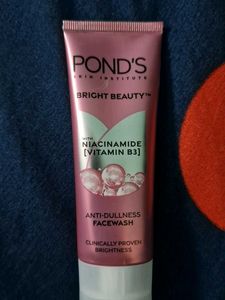 POND'S
SKIN INSTITUTE
BRIGHT BEAUTY™
WITH
NIACINAMIDE
[VITAMIN B3]
ANTI-DULLNESS
FACEWASH
CLINICALLY PROVEN
BRIGHTNESS